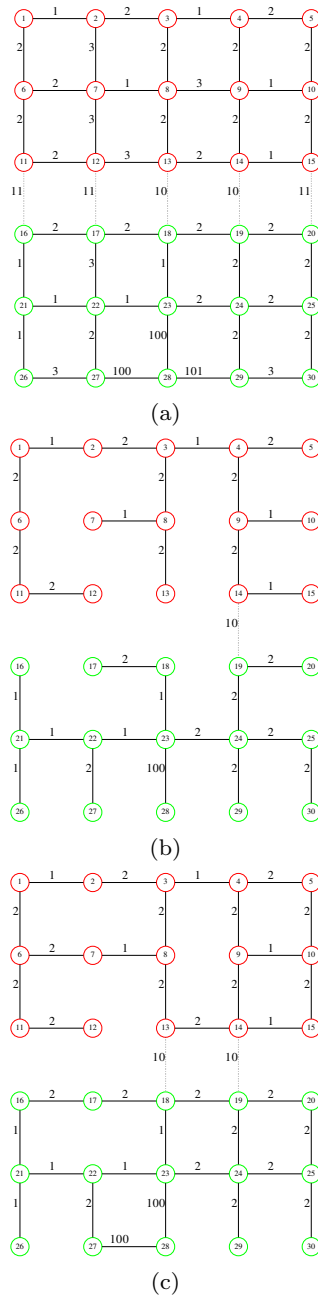 1 2 1 2
1 2 3 4 5
2 3 2 2 2
2 1 3 1
6 7 8 9 10
2 3 2 2 2
2 3 2 1
11 12 13 14 15
11 11 10 10 11
2 2 2 2
16 17 18 19 20
1 3 1 2 2
1 1 2 2
21 22 23 24 25
1 2 100 2 2
3 100 101 3
26 27 28 29 30
(a)
1 2 1 2
1 2 3 4 5
2 2 2
1 1
6 7 8 9 10
2 2 2
2 1
11 12 13 14 15
10
2 2
16 17 18 19 20
1 1 2
1 1 2 2
21 22 23 24 25
1 2 100 2 2
26 27 28 29 30
(b)
1 2 1 2
1 2 3 4 5
2 2 2 2
2 1 1
6 7 8 9 10
2 2 2 2
2 2 1
11 12 13 14 15
10 10
2 2 2 2
16 17 18 19 20
1 1 2 2
1 1 2 2
21 22 23 24 25
1 2 100 2 2
100
26 27 28 29 30
(c)